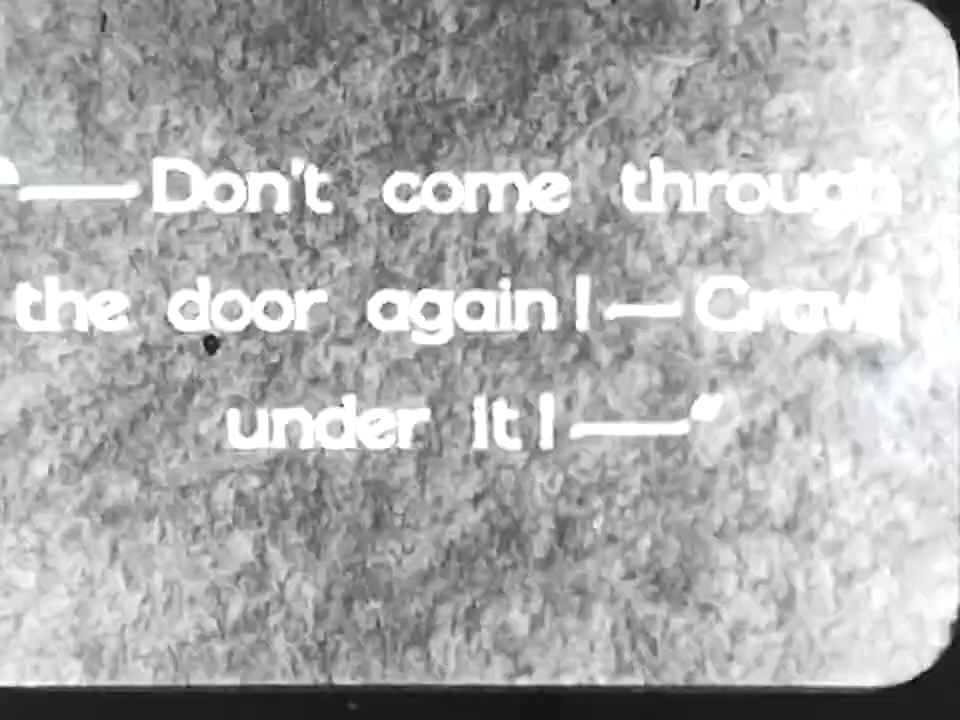 “—Don't come through
the door again!—Crawl
under it!—“